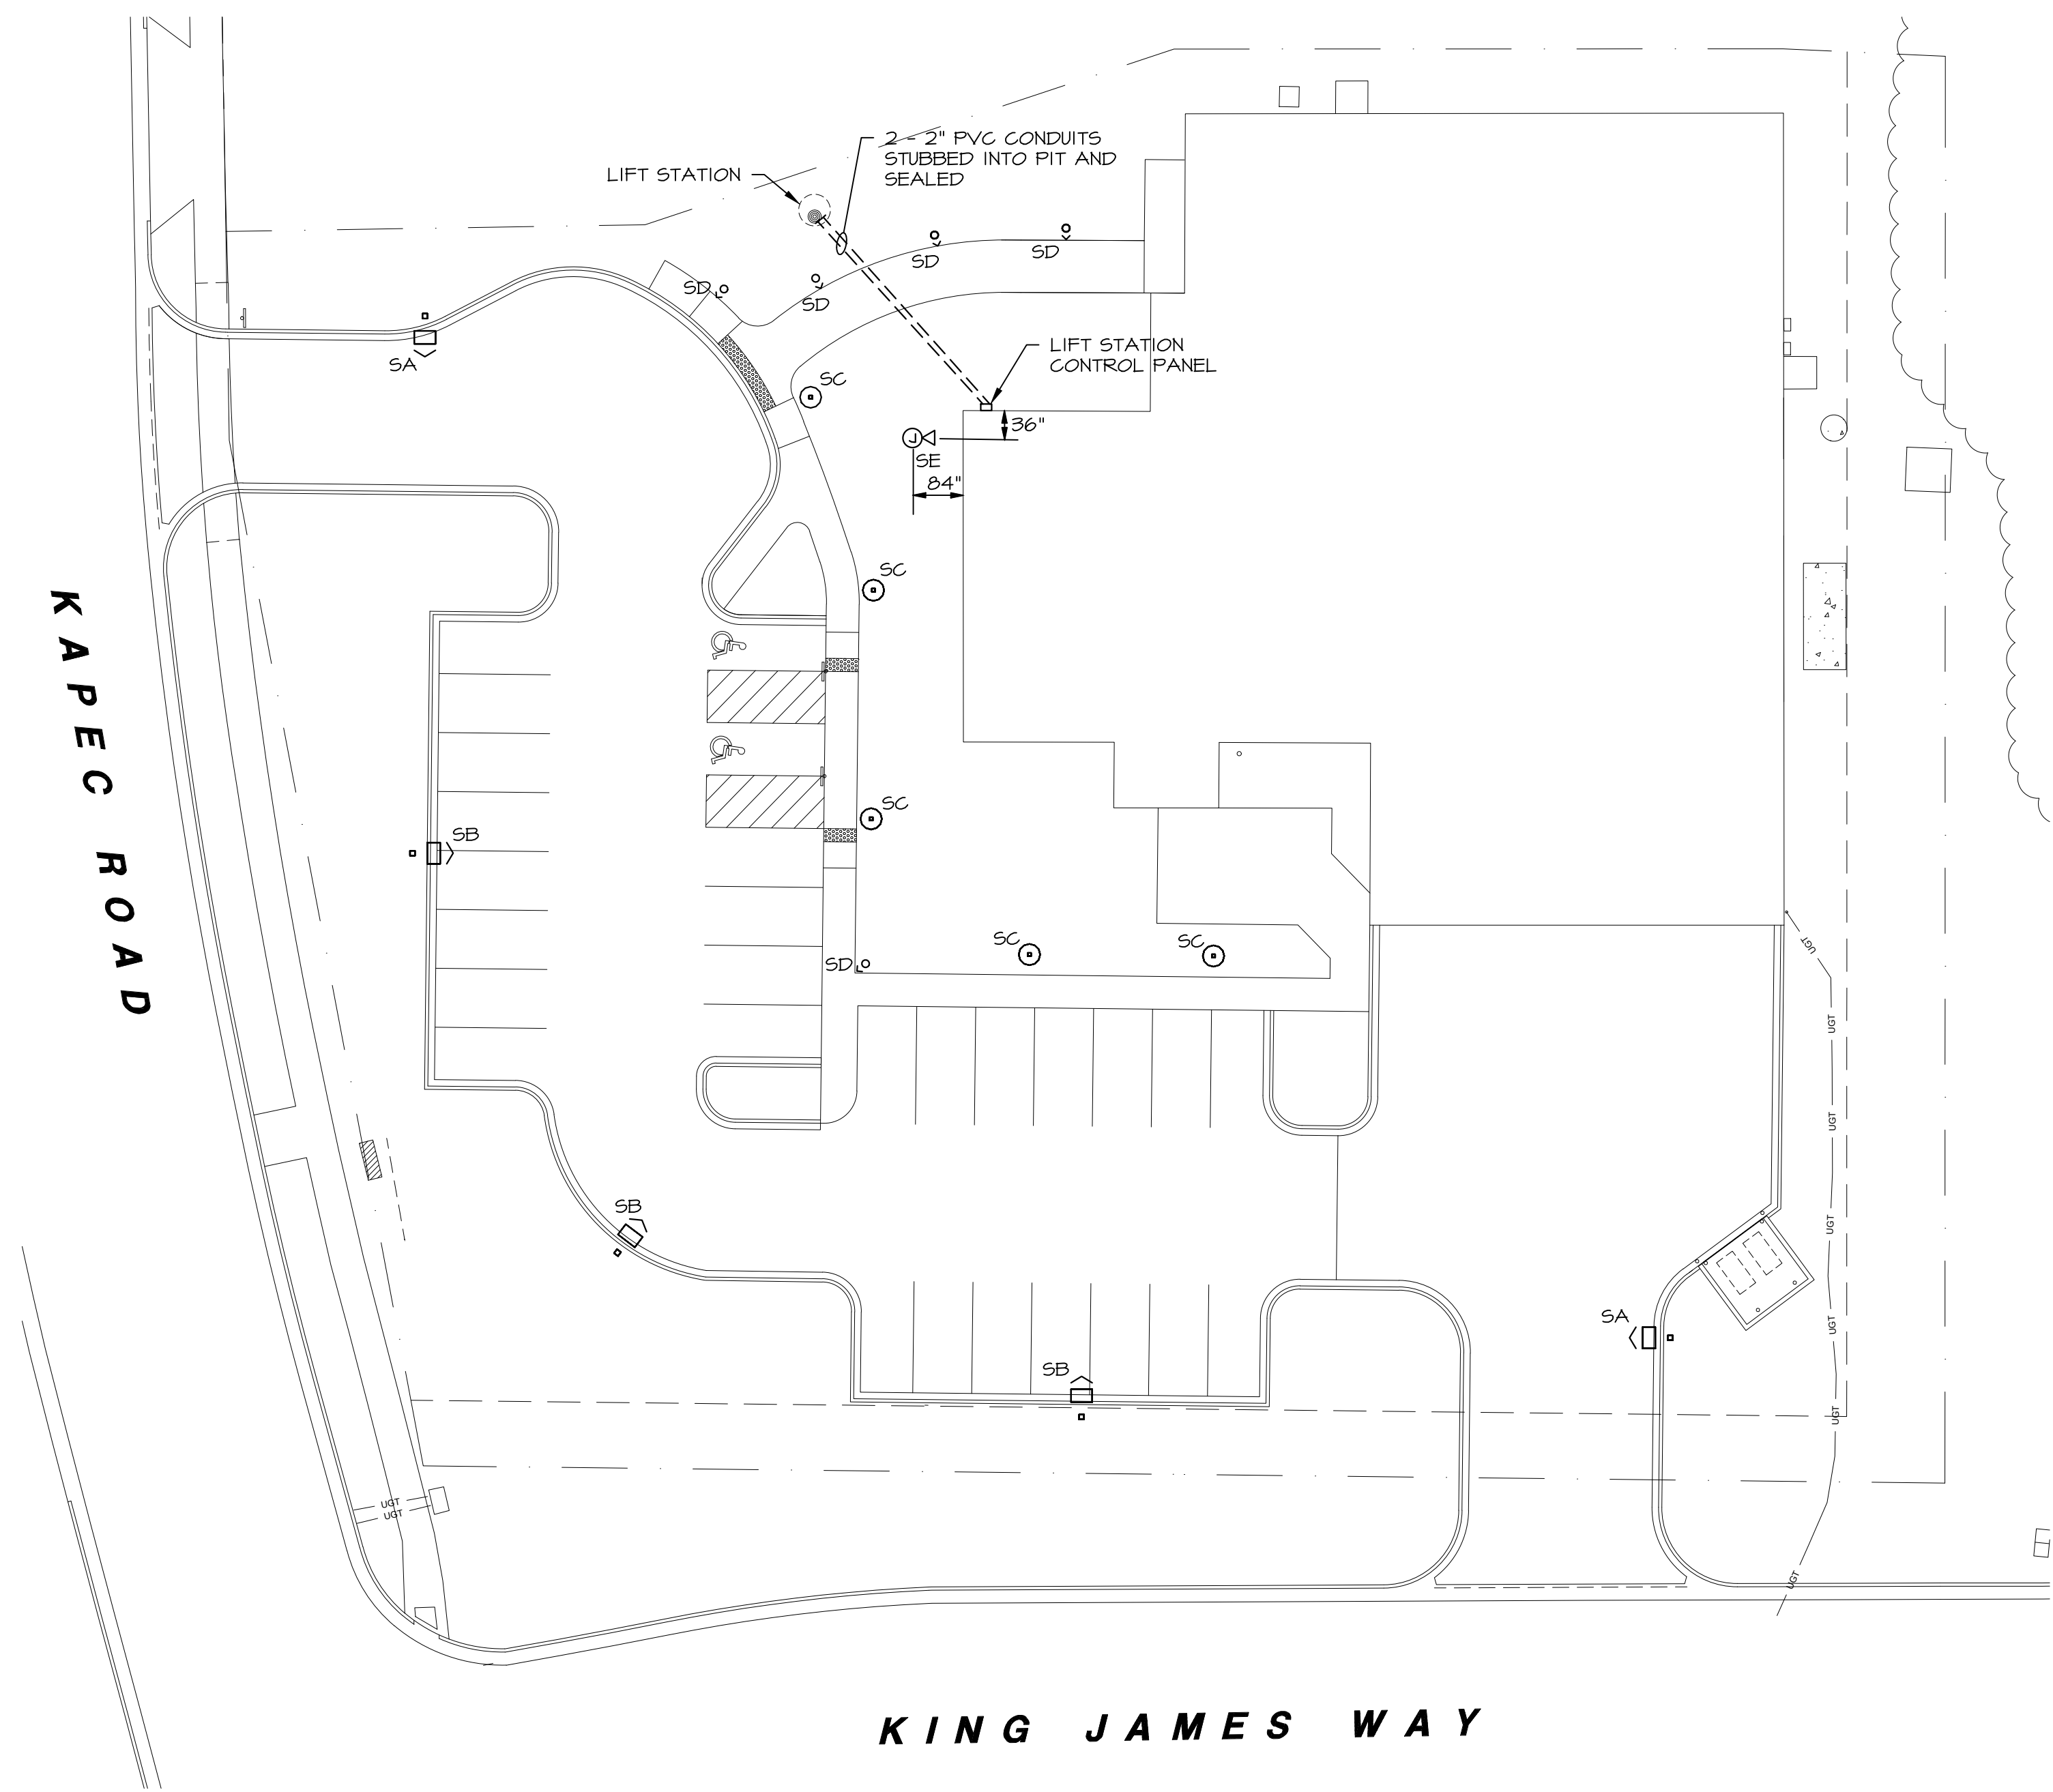 2 - 2" PVC CONDUITS
STUBBED INTO PIT AND
SEALED
LIFT STATION
SD
SD
SD
SD
LIFT STATION
CONTROL PANEL
SA
SC
36"
SE
84"
SC
KAPEC ROAD
SC
SB
SC
SC
SD
UGT
UGT
UGT
SB
UGT
SA
UGT
SB
UGT
UGT
UGT
UGT
KING JAMES WAY